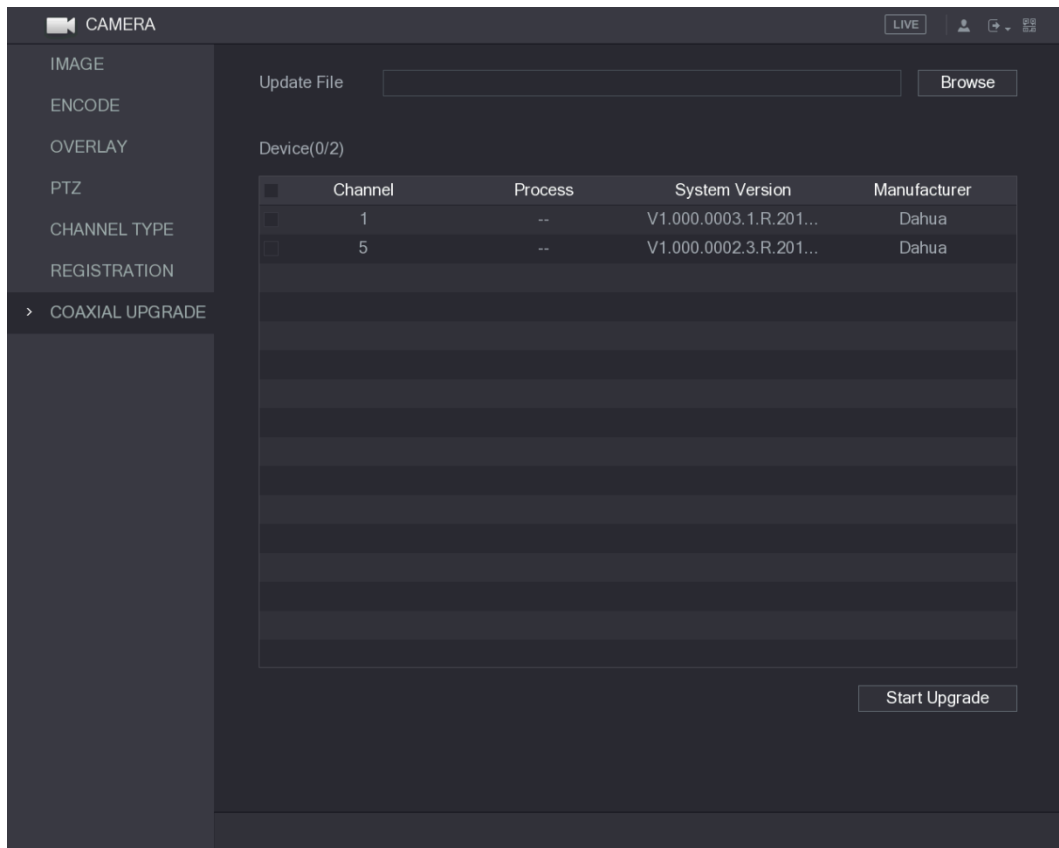 CAMERA LIVE
IMAGE
ENCODE
OVERLAY
PTZ
CHANNEL TYPE
REGISTRATION
> COAXIAL UPGRADE
Update File Browse
Device(0/2)
Channel Process System Version Manufacturer
1 -- V1.000.0003.1.R.201... Dahua
5 -- V1.000.0002.3.R.201... Dahua
Start Upgrade